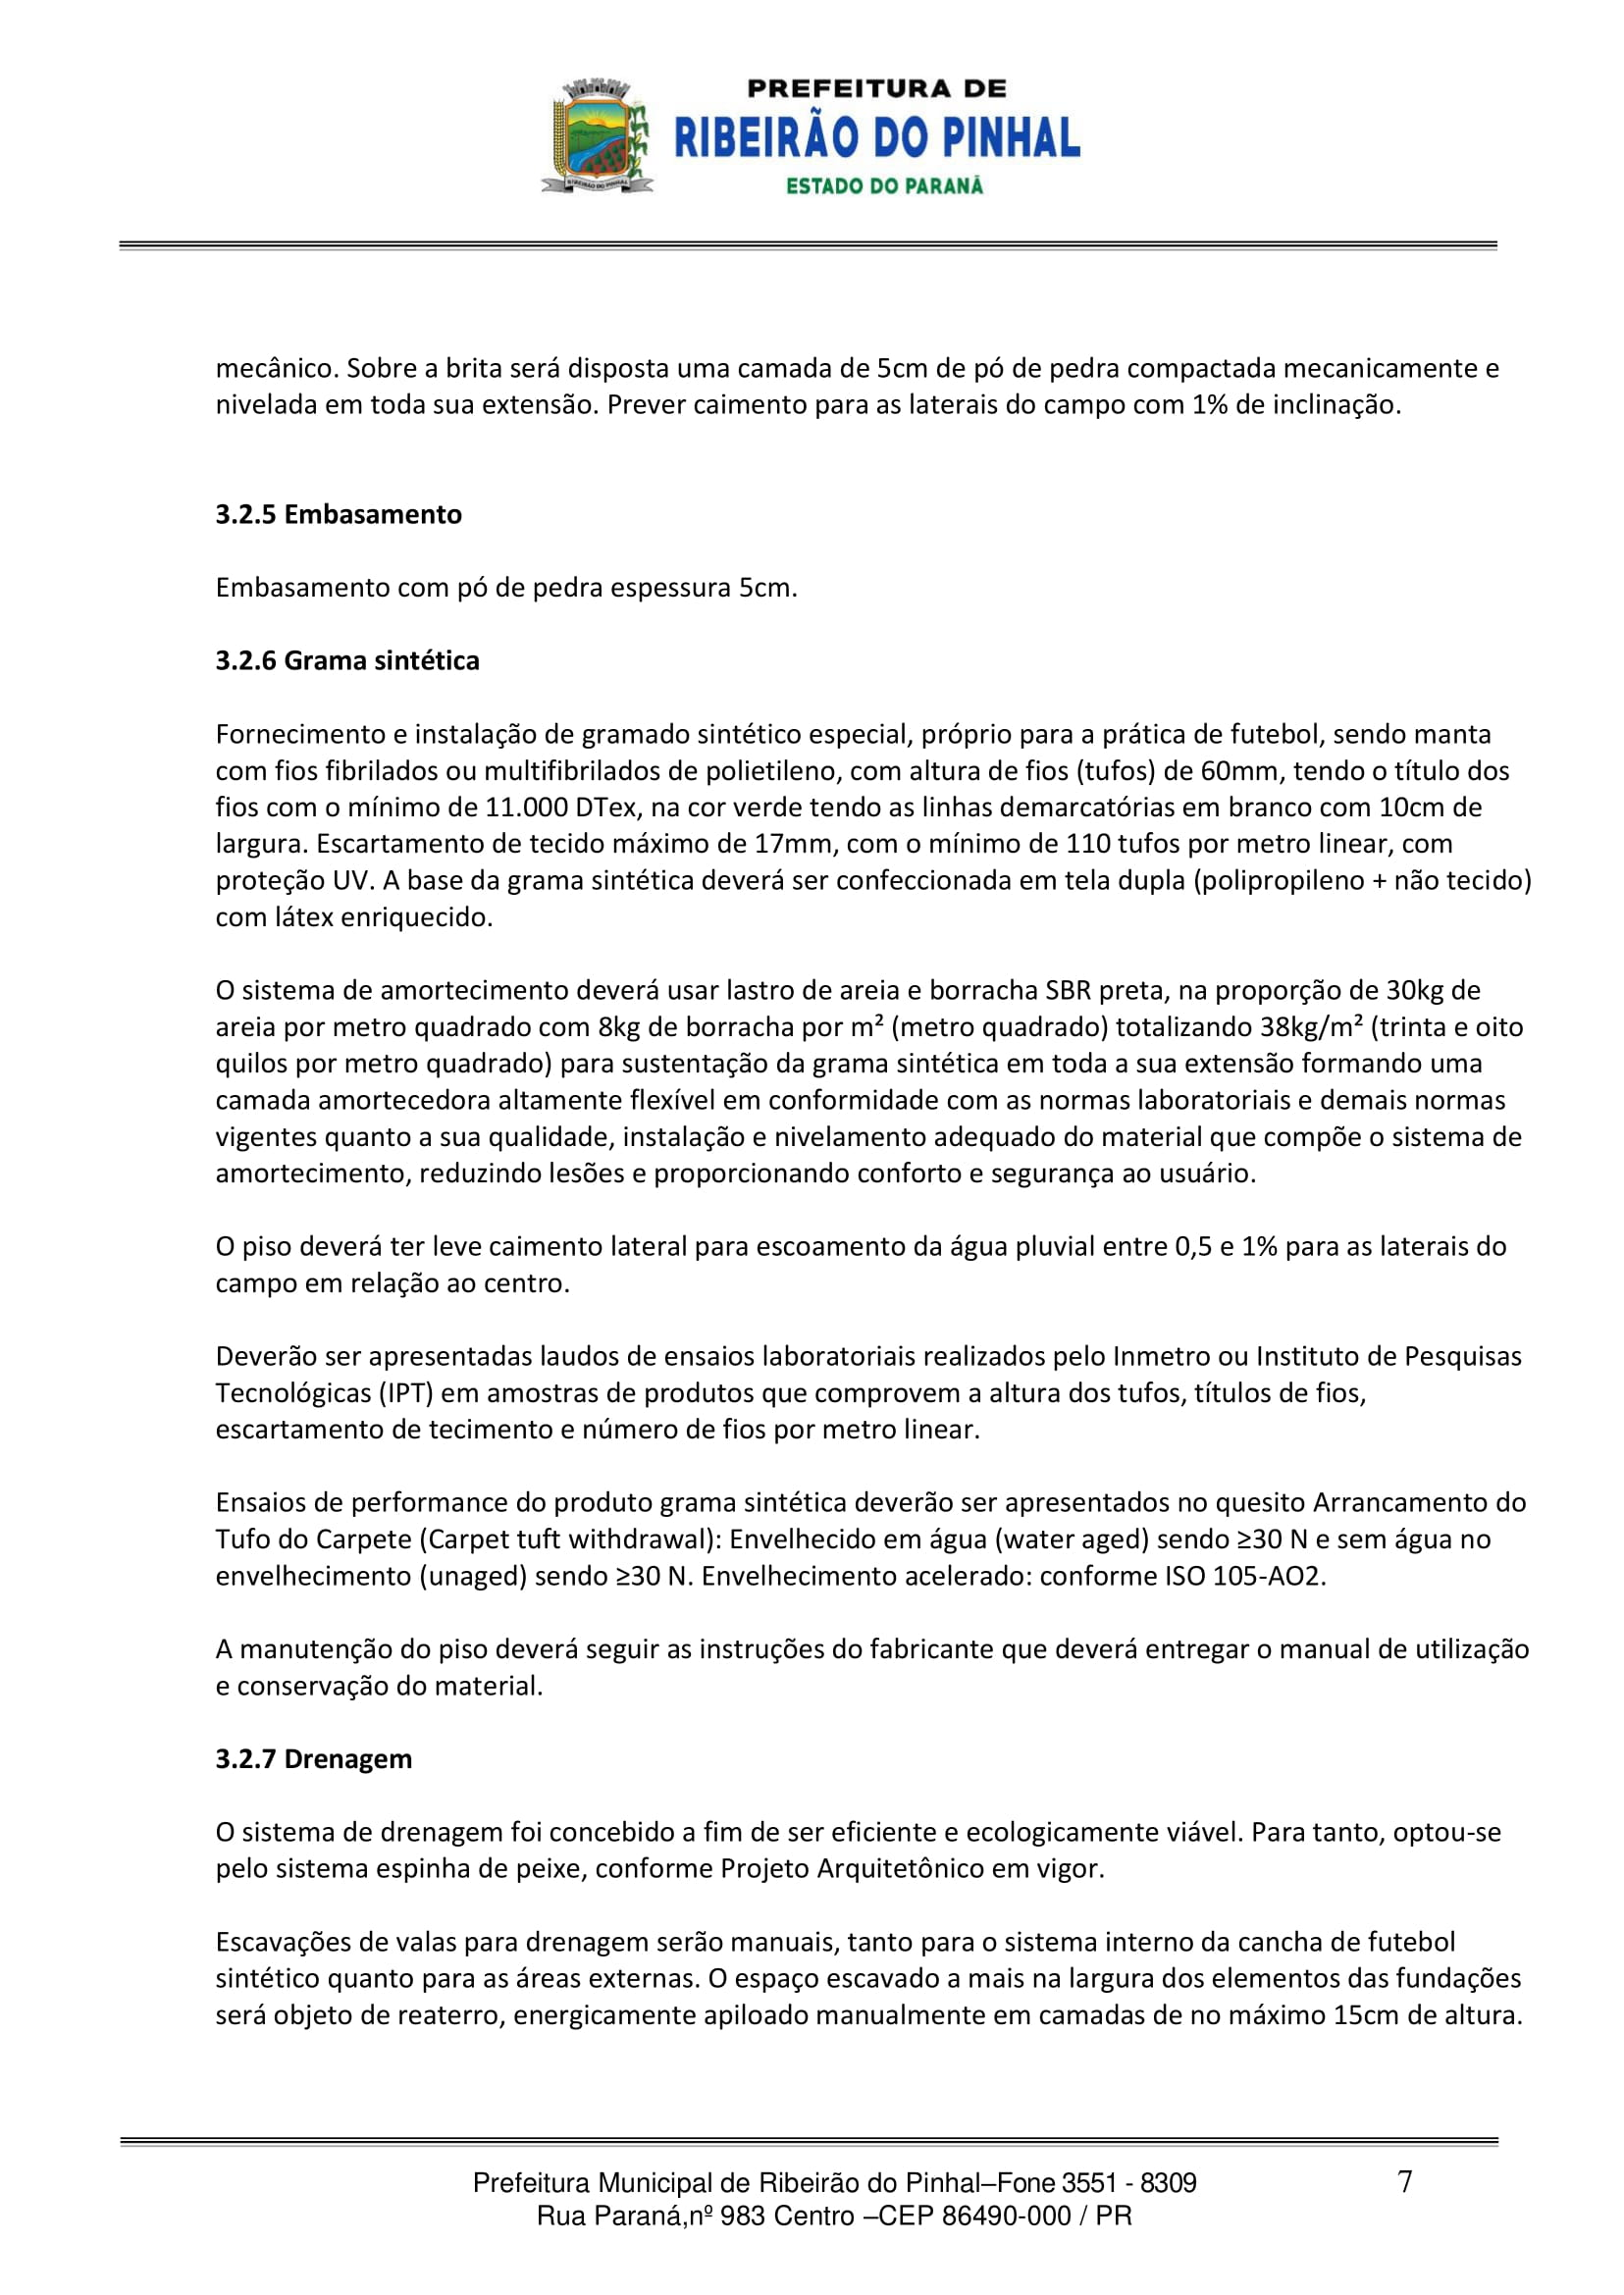 PREFEITURA DE
RIBEIRÃO DO PINHAL
ESTADO DO PARANÁ
RIBEIRÃO DO PINHAL
mecânico. Sobre a brita será disposta uma camada de 5cm de pó de pedra compactada mecanicamente e
nivelada em toda sua extensão. Prever caimento para as laterais do campo com 1% de inclinação.
3.2.5 Embasamento
Embasamento com pó de pedra espessura 5cm.
3.2.6 Grama sintética
Fornecimento e instalação de gramado sintético especial, próprio para a prática de futebol, sendo manta
com fios fibrilados ou multifibrilados de polietileno, com altura de fios (tufos) de 60mm, tendo o título dos
fios com o mínimo de 11.000 DTex, na cor verde tendo as linhas demarcatórias em branco com 10cm de
largura. Escartamento de tecido máximo de 17mm, com o mínimo de 110 tufos por metro linear, com
proteção UV. A base da grama sintética deverá ser confeccionada em tela dupla (polipropileno + não tecido)
com látex enriquecido.
O sistema de amortecimento deverá usar lastro de areia e borracha SBR preta, na proporção de 30kg de
areia por metro quadrado com 8kg de borracha por m² (metro quadrado) totalizando 38kg/m² (trinta e oito
quilos por metro quadrado) para sustentação da grama sintética em toda a sua extensão formando uma
camada amortecedora altamente flexível em conformidade com as normas laboratoriais e demais normas
vigentes quanto a sua qualidade, instalação e nivelamento adequado do material que compõe o sistema de
amortecimento, reduzindo lesões e proporcionando conforto e segurança ao usuário.
O piso deverá ter leve caimento lateral para escoamento da água pluvial entre 0,5 e 1% para as laterais do
campo em relação ao centro.
Deverão ser apresentadas laudos de ensaios laboratoriais realizados pelo Inmetro ou Instituto de Pesquisas
Tecnológicas (IPT) em amostras de produtos que comprovem a altura dos tufos, títulos de fios,
escartamento de tecimento e número de fios por metro linear.
Ensaios de performance do produto grama sintética deverão ser apresentados no quesito Arrancamento do
Tufo do Carpete (Carpet tuft withdrawal): Envelhecido em água (water aged) sendo ≥30 N e sem água no
envelhecimento (unaged) sendo ≥30 N. Envelhecimento acelerado: conforme ISO 105-AO2.
A manutenção do piso deverá seguir as instruções do fabricante que deverá entregar o manual de utilização
e conservação do material.
3.2.7 Drenagem
O sistema de drenagem foi concebido a fim de ser eficiente e ecologicamente viável. Para tanto, optou-se
pelo sistema espinha de peixe, conforme Projeto Arquitetônico em vigor.
Escavações de valas para drenagem serão manuais, tanto para o sistema interno da cancha de futebol
sintético quanto para as áreas externas. O espaço escavado a mais na largura dos elementos das fundações
será objeto de reaterro, energicamente apiloado manualmente em camadas de no máximo 15cm de altura.
Prefeitura Municipal de Ribeirão do Pinhal–Fone 3551 - 8309 7
Rua Paraná,nº 983 Centro –CEP 86490-000 / PR